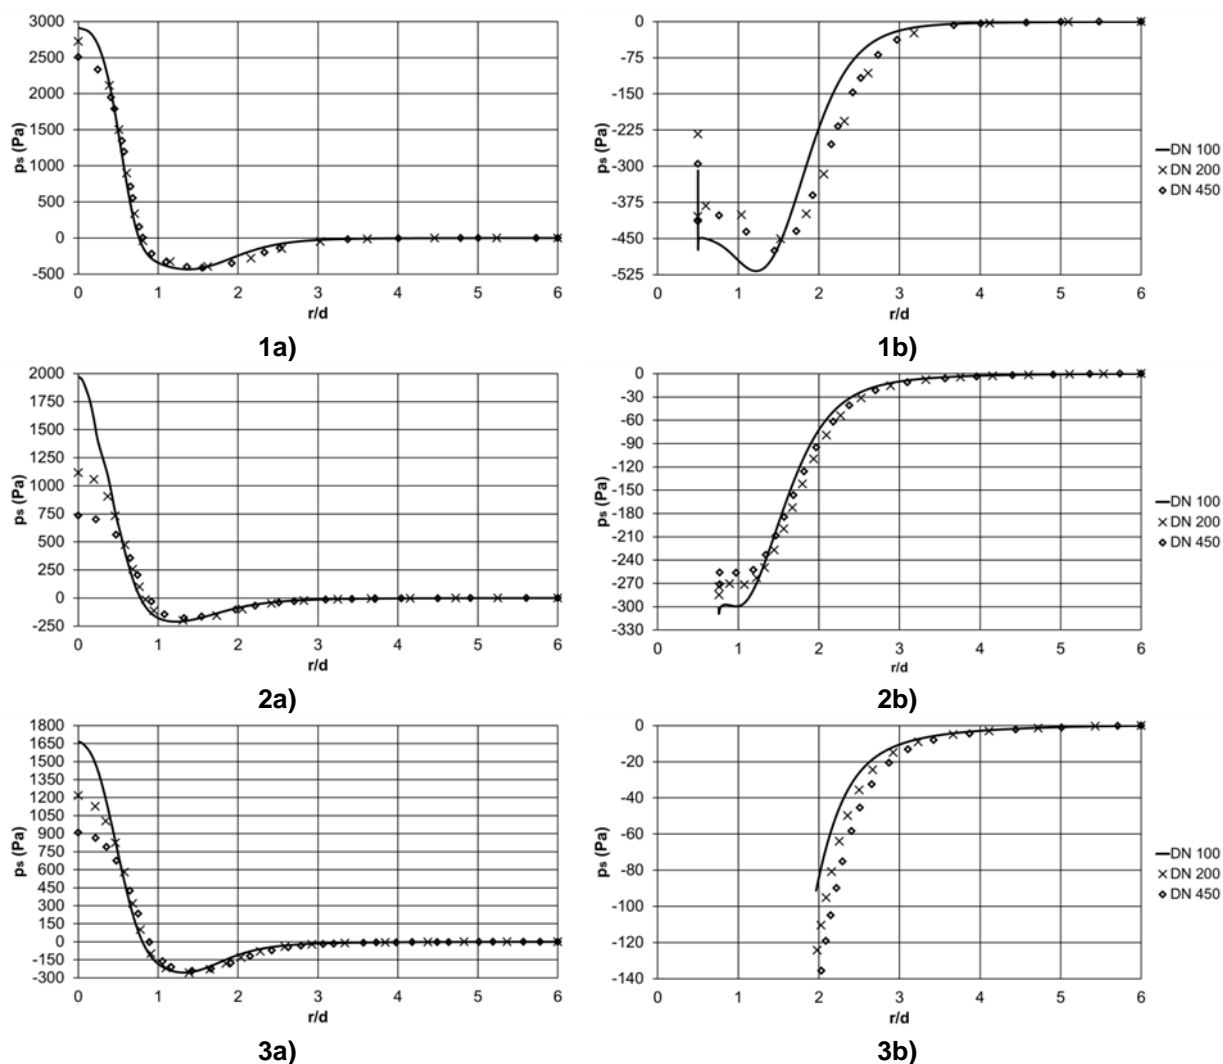 3000
2500
2000
1500
1000
500
0
-500
ps (Pa)
0 1 2 3 4 5 6
r/d
1a)
0
-75
-150
-225
-300
-375
-450
-525
ps (Pa)
0 1 2 3 4 5 6
r/d
DN 100
DN 200
DN 450
1b)
2000
1750
1500
1250
1000
750
500
250
0
-250
ps (Pa)
0 1 2 3 4 5 6
r/d
2a)
0
-30
-60
-90
-120
-150
-180
-210
-240
-270
-300
-330
ps (Pa)
0 1 2 3 4 5 6
r/d
DN 100
DN 200
DN 450
2b)
1800
1650
1500
1350
1200
1050
900
750
600
450
300
150
0
-150
-300
ps (Pa)
0 1 2 3 4 5 6
r/d
3a)
0
-20
-40
-60
-80
-100
-120
-140
ps (Pa)
0 1 2 3 4 5 6
r/d
DN 100
DN 200
DN 450
3b)